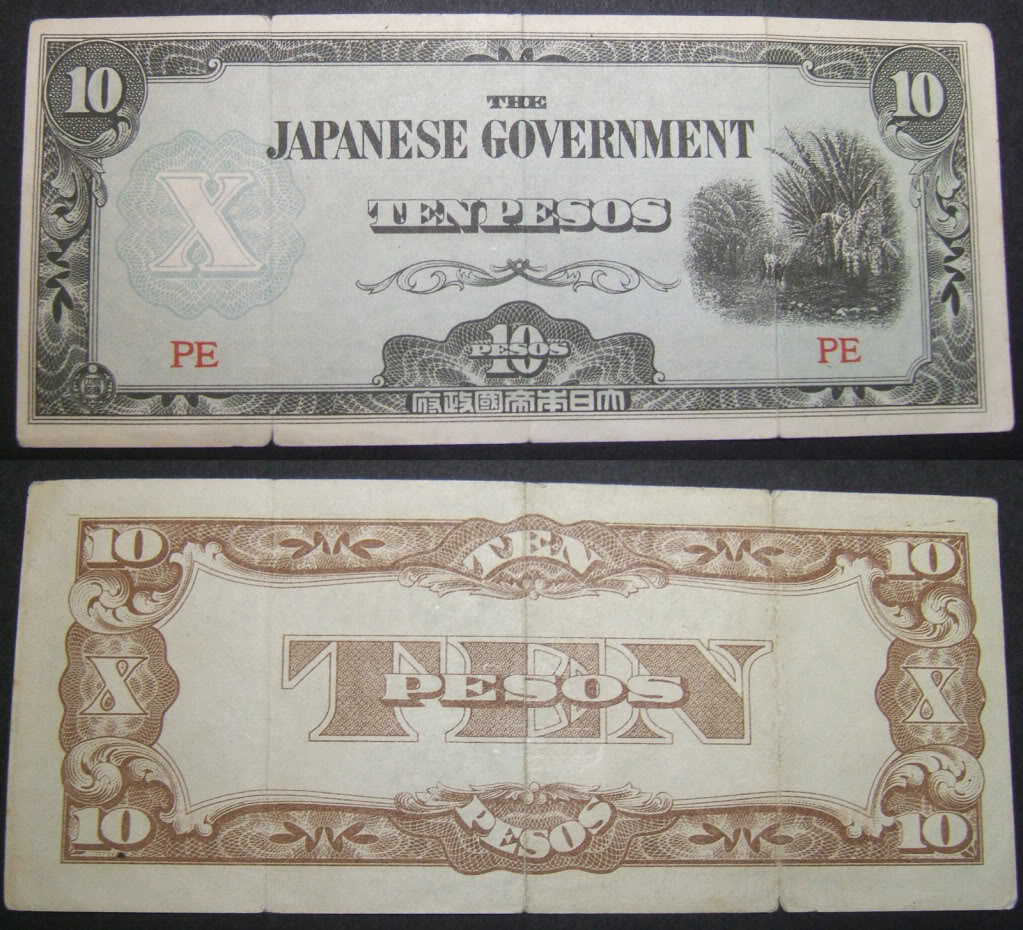 10 10
THE
JAPANESE GOVERNMENT
X
TEN PESOS
PE PE
10
PESOS
府政國帝本日大
10 TEN 10
TEN
X PESOS X
10 PESOS 10